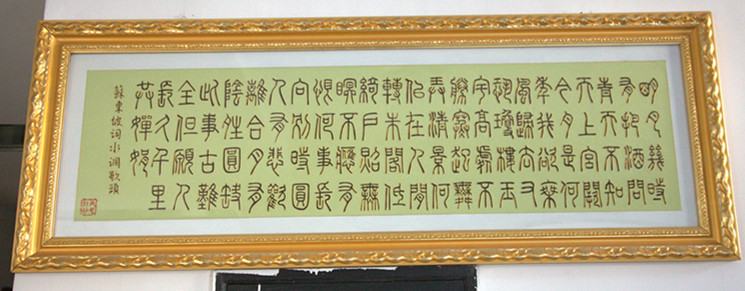 明月幾時
有把酒問
青天不知
天上宮闕
今夕是何
年我欲乘
風歸去又
恐瓊樓玉
宇高處不
勝寒起舞
弄清影何
似在人間
轉朱閣低
綺戶照無
眠不應有
恨何事長
向別時圓
人有悲歡
離合月有
陰晴圓缺
此事古難
全但願人
長久千里
共嬋娟
蘇東坡詞水調歌頭